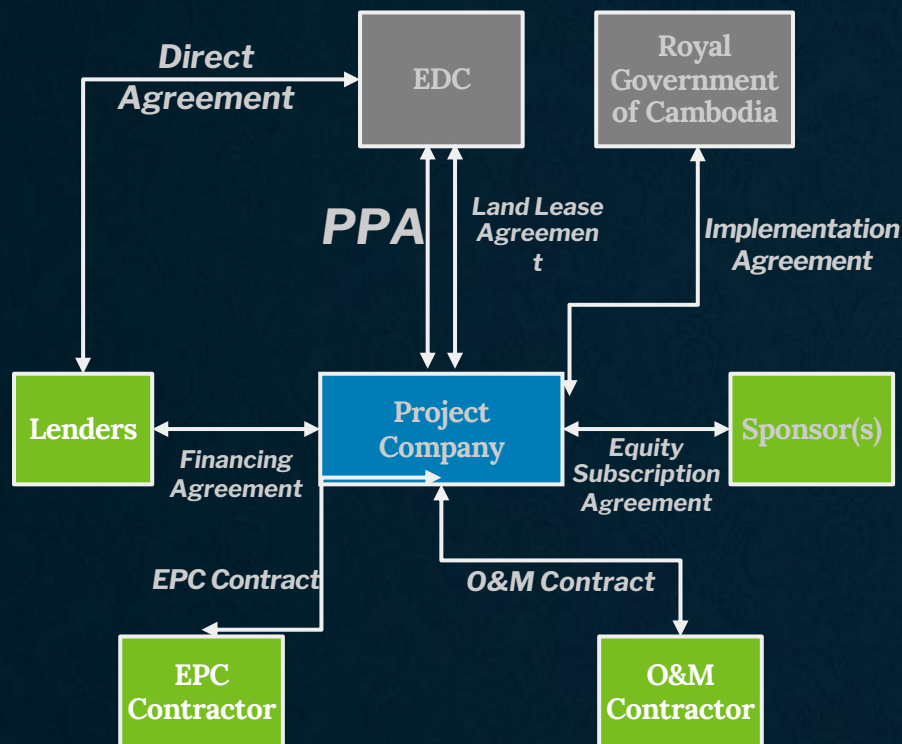 Direct
Agreement
EDC
Royal
Government
of Cambodia
PPA
Land Lease
Agreemen
t
Implementation
Agreement
Lenders
Project
Company
Sponsor(s)
Financing
Agreement
Equity
Subscription
Agreement
EPC Contract
O&M Contract
EPC
Contractor
O&M
Contractor